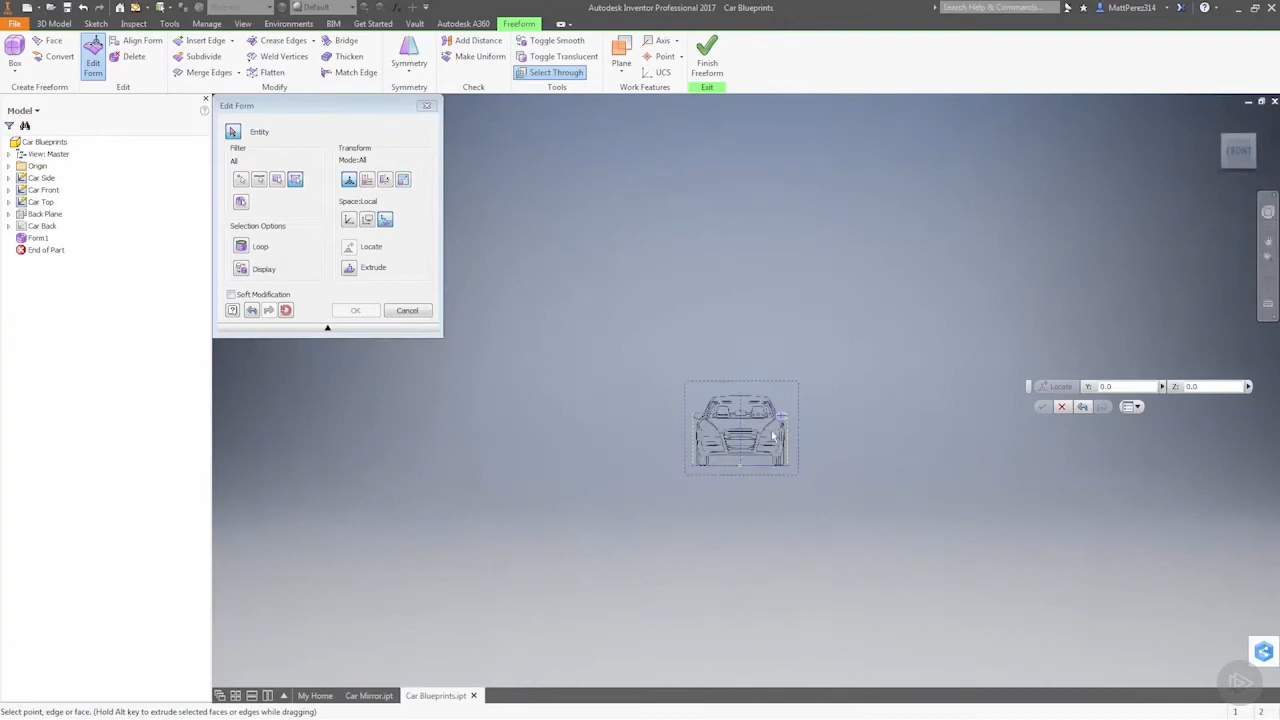 Default
Autodesk Inventor Professional 2017 Car Blueprints
Search Help & Commands...
MattPerez314
File 3D Model Sketch Inspect Tools Manage View Environments BIM Get Started Vault Autodesk A360 Freeform
Face
Convert
Box
Edit Form
Align Form
Delete
Insert Edge
Subdivide
Merge Edges
Crease Edges
Weld Vertices
Flatten
Bridge
Thicken
Match Edge
Symmetry
Add Distance
Make Uniform
Toggle Smooth
Toggle Translucent
Select Through
Plane
Axis
Point
UCS
Finish Freeform
Create Freeform Edit Modify Symmetry Check Tools Work Features Exit
Model
Car Blueprints
View: Master
Origin
Car Side
Car Front
Car Top
Back Plane
Car Back
Form1
End of Part
Edit Form
Entity
Filter Transform
All Mode:All
Space:Local
Selection Options
Loop Locate
Display Extrude
Soft Modification
OK Cancel
FRONT
Locate Y: 0.0 Z: 0.0
My Home Car Mirror.ipt Car Blueprints.ipt
Select point, edge or face. (Hold Alt key to extrude selected faces or edges while dragging)
1 2